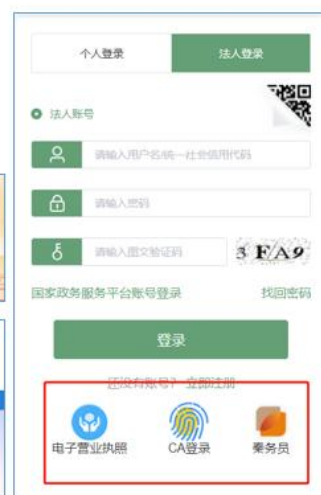 个人登录 法人登录
法人账号
请输入用户名/统一社会信用代码
请输入密码
请输入图文验证码 3 F/A9
国家政务服务平台账号登录 找回密码
登录
还没有账号？ 立即注册
电子营业执照 CA登录 秦务员